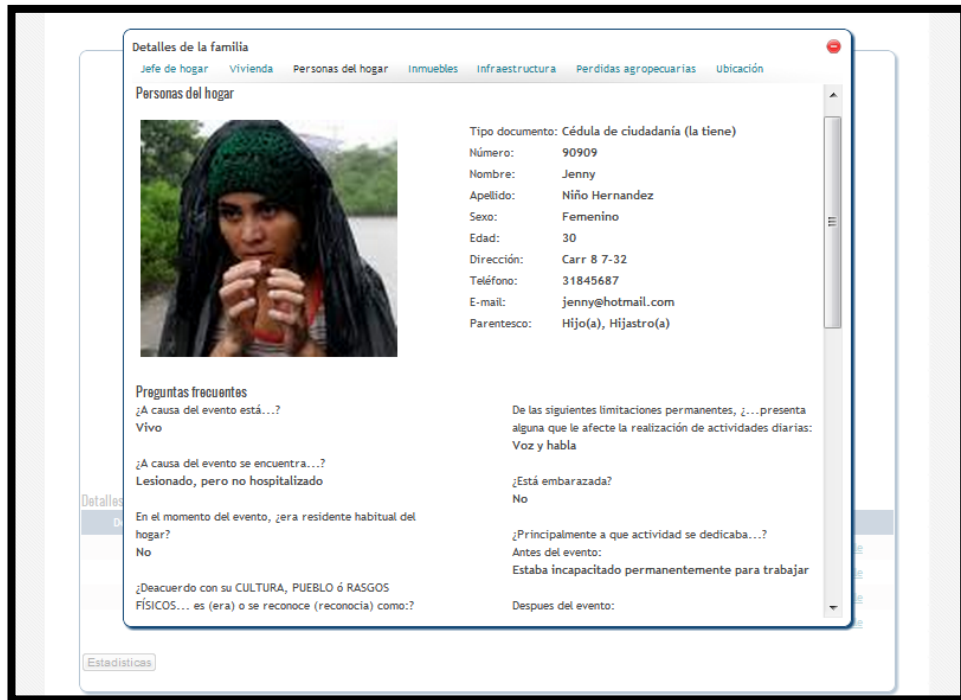 Detalles de la familia
Jefe de hogar Vivienda Personas del hogar Inmuebles Infraestructura Perdidas agropecuarias Ubicación
Personas del hogar
Tipo documento: Cédula de ciudadanía (la tiene)
Número: 90909
Nombre: Jenny
Apellido: Niño Hernandez
Sexo: Femenino
Edad: 30
Dirección: Carr 8 7-32
Teléfono: 31845687
E-mail: jenny@hotmail.com
Parentesco: Hijo(a), Hijastro(a)
Preguntas frecuentes
¿A causa del evento está...?
Vivo
¿A causa del evento se encuentra...?
Lesionado, pero no hospitalizado
En el momento del evento, ¿era residente habitual del
hogar?
No
¿Deacuerdo con su CULTURA, PUEBLO ó RASGOS
FÍSICOS... es (era) o se reconoce (reconocia) como:?
De las siguientes limitaciones permanentes, ¿...presenta
alguna que le afecte la realización de actividades diarias:
Voz y habla
¿Está embarazada?
No
¿Principalmente a que actividad se dedicaba...?
Antes del evento:
Estaba incapacitado permanentemente para trabajar
Despues del evento:
Detalles
Estadisticas